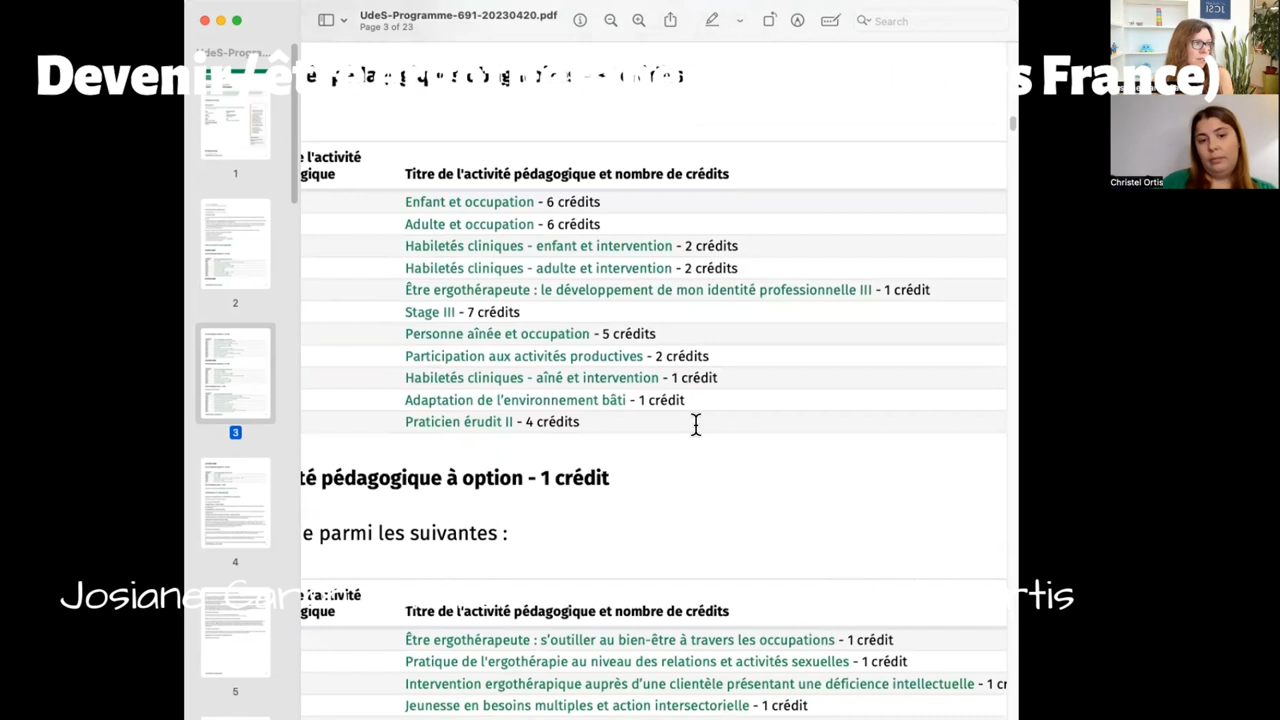 UdeS-Programme-691-20230420.pdf
Page 3 of 23
Search
JCSI
UdeS-Progra...
Devenir/êt
s France)
Christel Ortis
e l'activité
gique
Titre de l'activité pédagogique et nombre de crédits
Enfant et occupation - 6 crédits
Adulte et occupation - 6 crédits
Habiletés cliniques - enfant et intervention - 2 crédits
Habiletés cliniques - adulte et intervention - 2 crédits
Être ergothérapeute : le développement de mon identité professionnelle III - 1 crédit
Stage III - 7 crédits
Personne aînée et occupation - 5 crédits
Participation aux activités productives - crédits
Habiletés cliniques - aîné et intervention - 1 crédit
Adaptation de l'environnement bâti - 1 crédit
Praticien érudit II - 4 crédits
té pédagogique à option - 1 crédit
e parmi les suivantes :
Josiane
rtis
gique
Titre de l'activité pédagogique et nombre de crédits
Être ergothérapeute : s'outiller au bien-être à travers les occupations - 1 crédit
Pratique de l'ergothérapie au niveau des relations et activités sexuelles - 1 crédit
Intervention ergothérapique auprès d'une clientèle présentant une déficience intellectuelle - 1 cr
Jeunesse en besoins multiples et action intersectorielle - 1 crédit
1
2
3
4
5